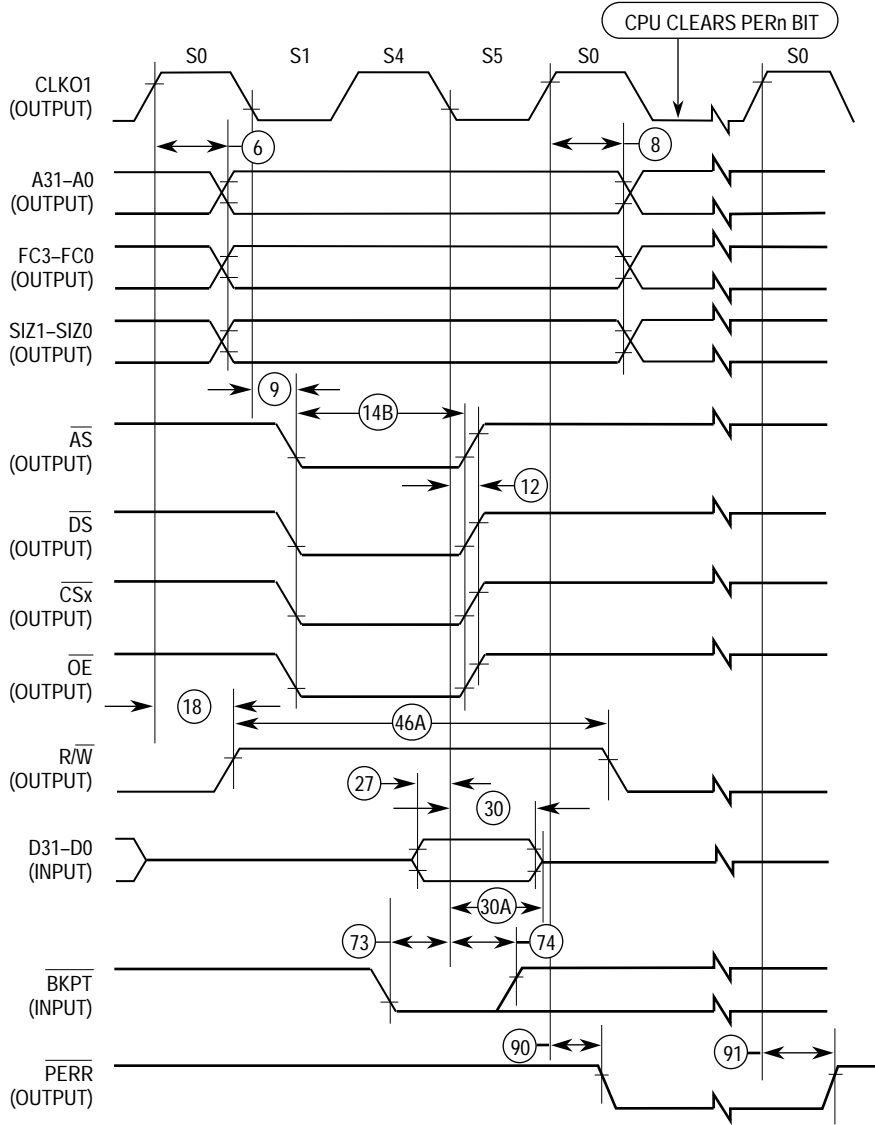 CPU CLEARS PERn BIT
S0 S1 S4 S5 S0 S0
CLKO1
(OUTPUT)
6 8
A31–A0
(OUTPUT)
FC3–FC0
(OUTPUT)
SIZ1–SIZ0
(OUTPUT)
9
14B
AS
(OUTPUT)
12
DS
(OUTPUT)
CSx
(OUTPUT)
OE
(OUTPUT)
18
46A
R/W
(OUTPUT)
27
30
D31–D0
(INPUT)
30A
73 74
BKPT
(INPUT)
90 91
PERR
(OUTPUT)